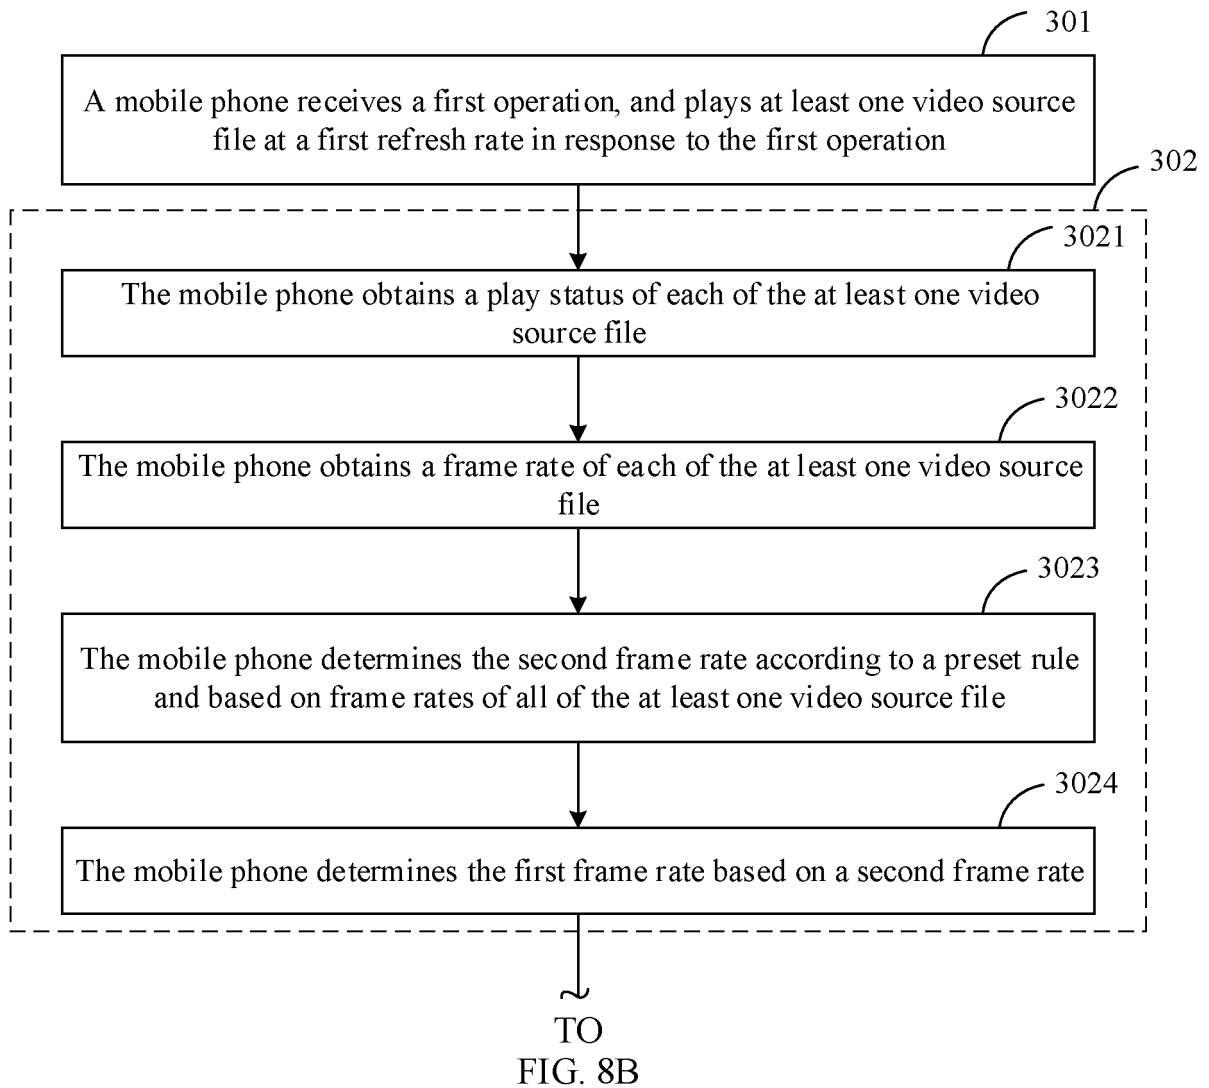 301
A mobile phone receives a first operation, and plays at least one video source
file at a first refresh rate in response to the first operation
302
3021
The mobile phone obtains a play status of each of the at least one video
source file
3022
The mobile phone obtains a frame rate of each of the at least one video source
file
3023
The mobile phone determines the second frame rate according to a preset rule
and based on frame rates of all of the at least one video source file
3024
The mobile phone determines the first frame rate based on a second frame rate
TO
FIG. 8B